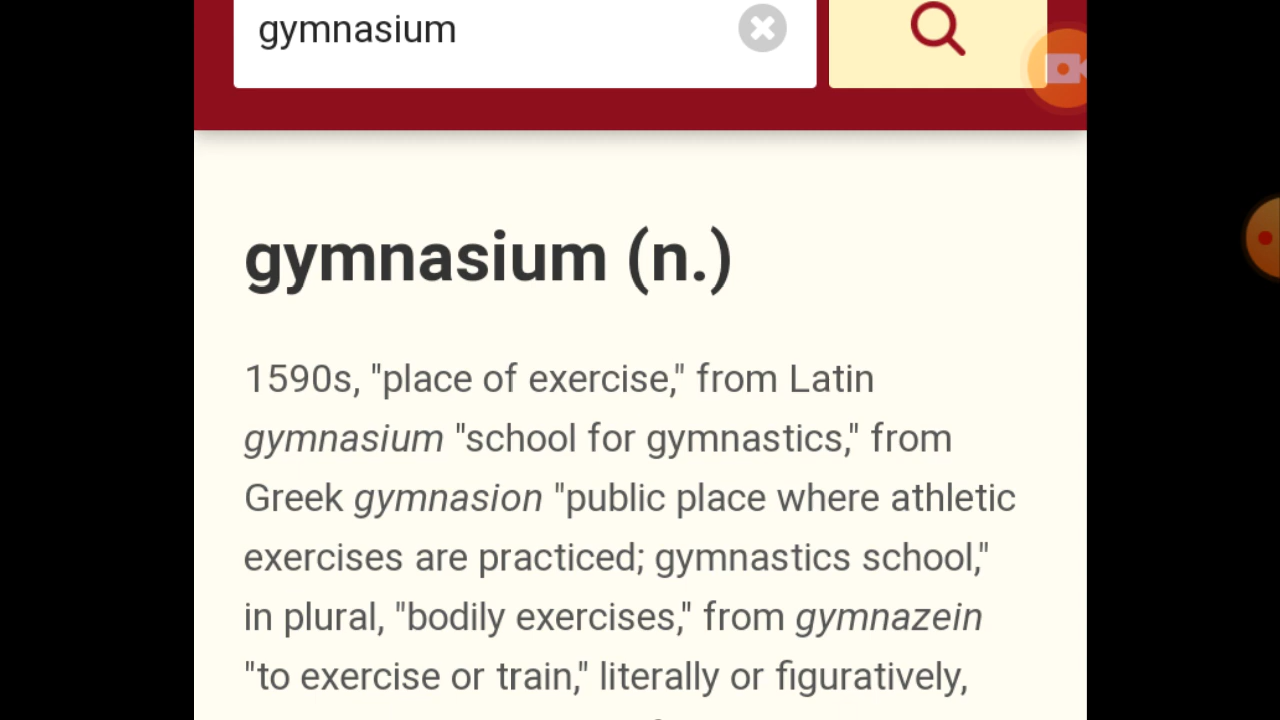 gymnasium
gymnasium (n.)
1590s, "place of exercise," from Latin
gymnasium "school for gymnastics," from
Greek gymnasion "public place where athletic
exercises are practiced; gymnastics school,"
in plural, "bodily exercises," from gymnazein
"to exercise or train," literally or figuratively,